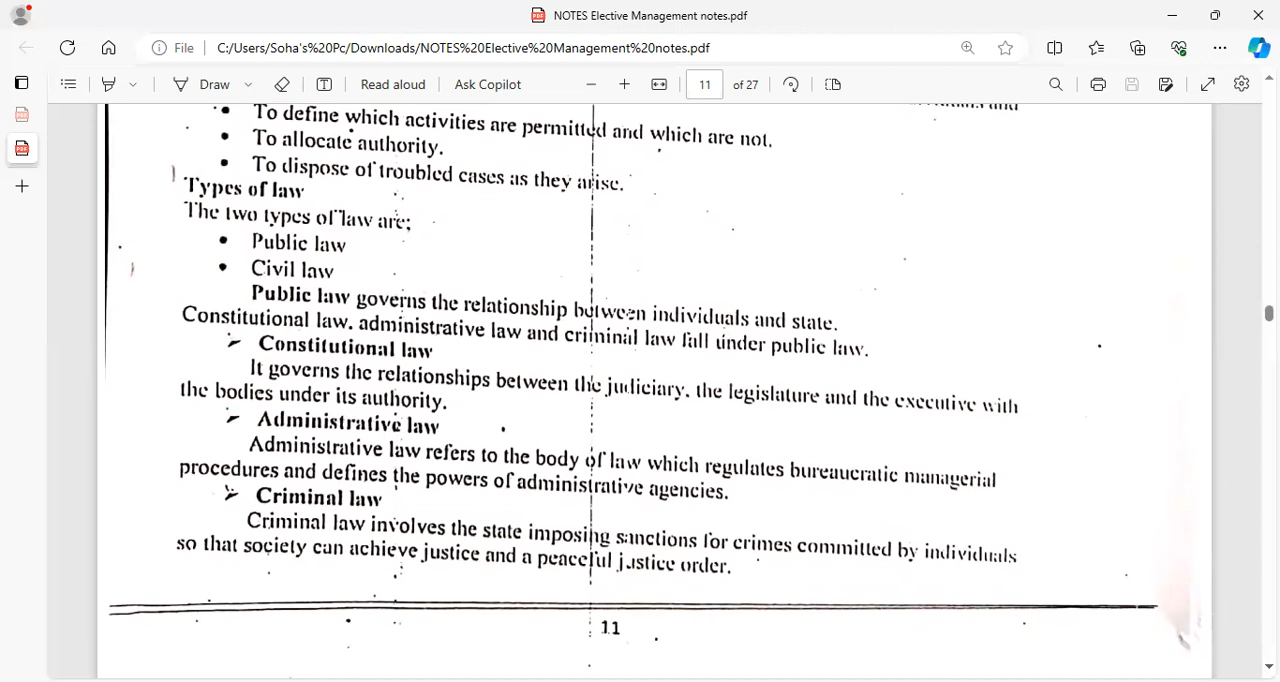 NOTES Elective Management notes.pdf
File C:/Users/Soha's%20Pc/Downloads/NOTES%20Elective%20Management%20notes.pdf
Draw Read aloud Ask Copilot 11 of 27
and
• To define which activities are permitted and which are not.
• To allocate authority.
• To dispose of troubled cases as they arise.
Types of law
The two types of law are;
• Public law
• Civil law
Public law governs the relationship between individuals and state.
Constitutional law, administrative law and criminal law fall under public law.
➢ Constitutional law
It governs the relationships between the judiciary, the legislature and the executive with
the bodies under its authority.
➢ Administrative law
Administrative law refers to the body of law which regulates bureaucratic managerial
procedures and defines the powers of administrative agencies.
➢ Criminal law
Criminal law involves the state imposing sanctions for crimes committed by individuals
so that society can achieve justice and a peaceful justice order.
11